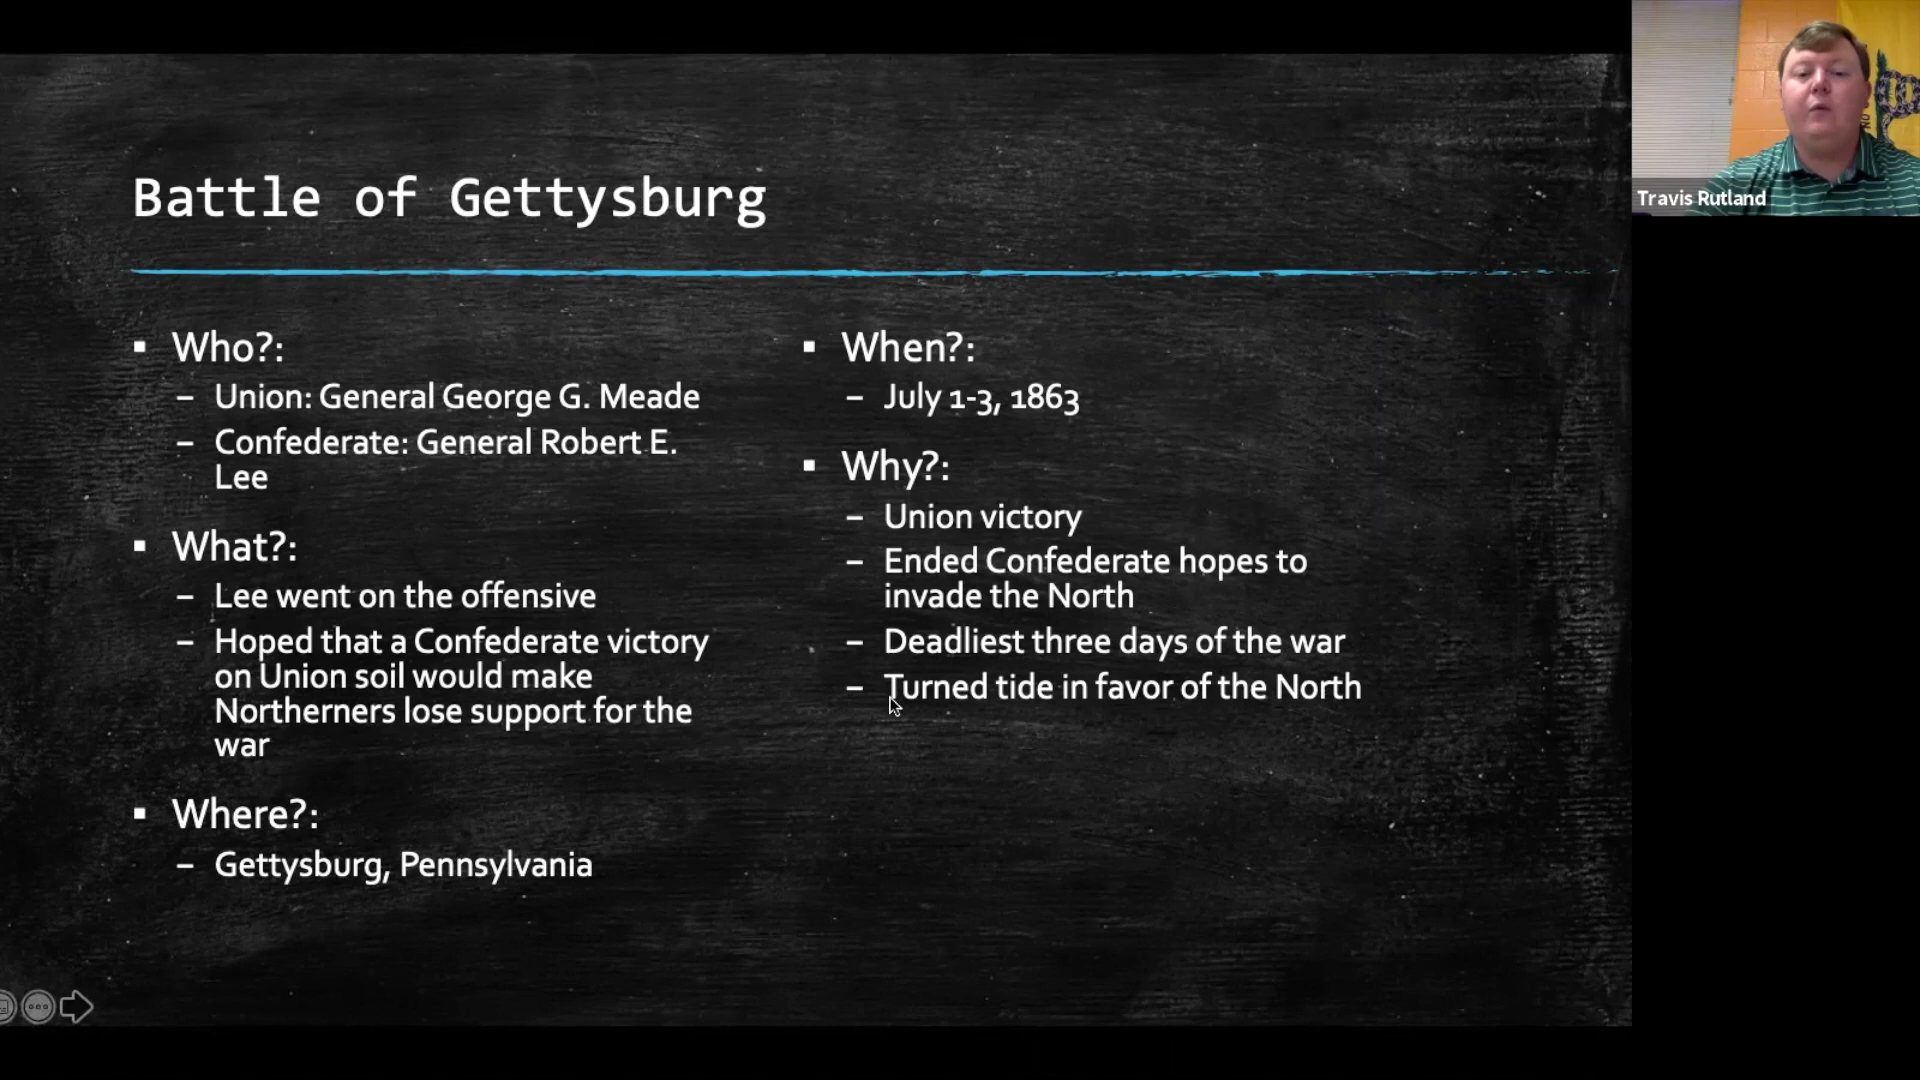 Battle of Gettysburg
Who?:
– Union: General George G. Meade
– Confederate: General Robert E.
Lee
What?:
– Lee went on the offensive
– Hoped that a Confederate victory
on Union soil would make
Northerners lose support for the
war
Where?:
– Gettysburg, Pennsylvania
When?:
– July 1-3, 1863
Why?:
– Union victory
– Ended Confederate hopes to
invade the North
– Deadliest three days of the war
– Turned tide in favor of the North
Travis Rutland